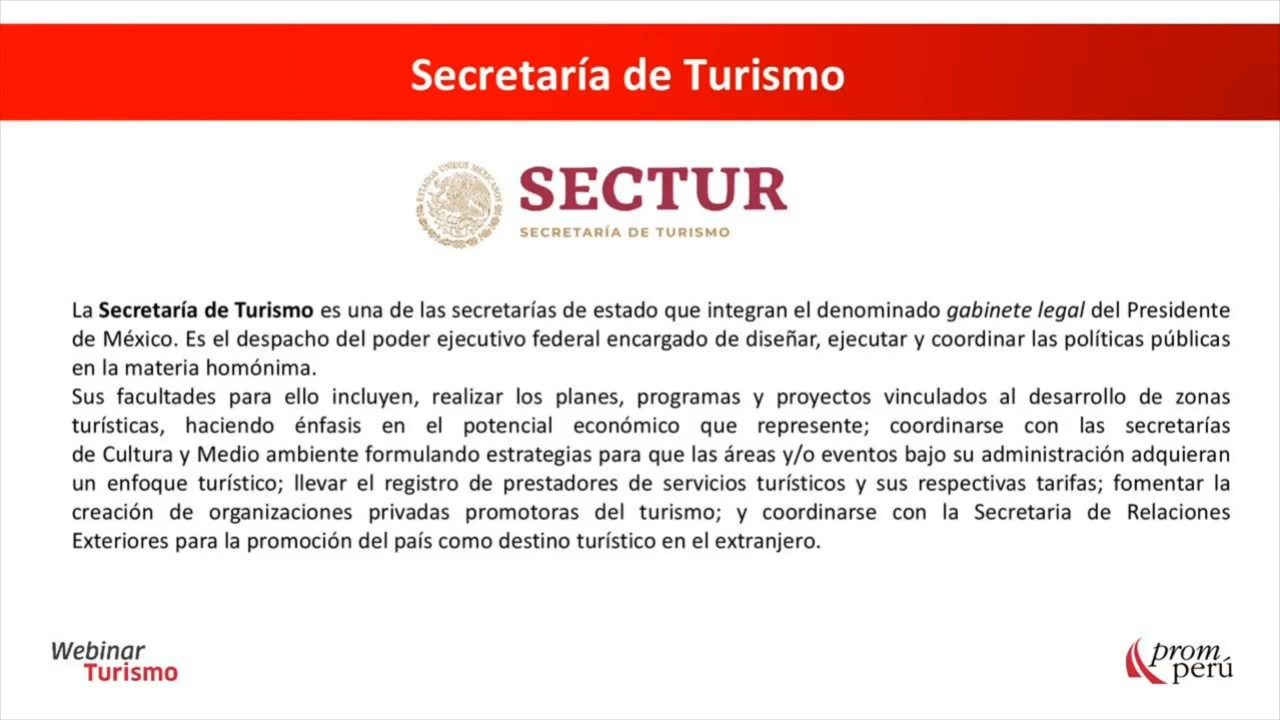 Secretaría de Turismo
ESTADOS UNIDOS MEXICANOS
SECTUR
SECRETARÍA DE TURISMO
La Secretaría de Turismo es una de las secretarías de estado que integran el denominado gabinete legal del Presidente
de México. Es el despacho del poder ejecutivo federal encargado de diseñar, ejecutar y coordinar las políticas públicas
en la materia homónima.
Sus facultades para ello incluyen, realizar los planes, programas y proyectos vinculados al desarrollo de zonas
turísticas, haciendo énfasis en el potencial económico que represente; coordinarse con las secretarías
de Cultura y Medio ambiente formulando estrategias para que las áreas y/o eventos bajo su administración adquieran
un enfoque turístico; llevar el registro de prestadores de servicios turísticos y sus respectivas tarifas; fomentar la
creación de organizaciones privadas promotoras del turismo; y coordinarse con la Secretaria de Relaciones
Exteriores para la promoción del país como destino turístico en el extranjero.
Webinar
Turismo
prom
perú